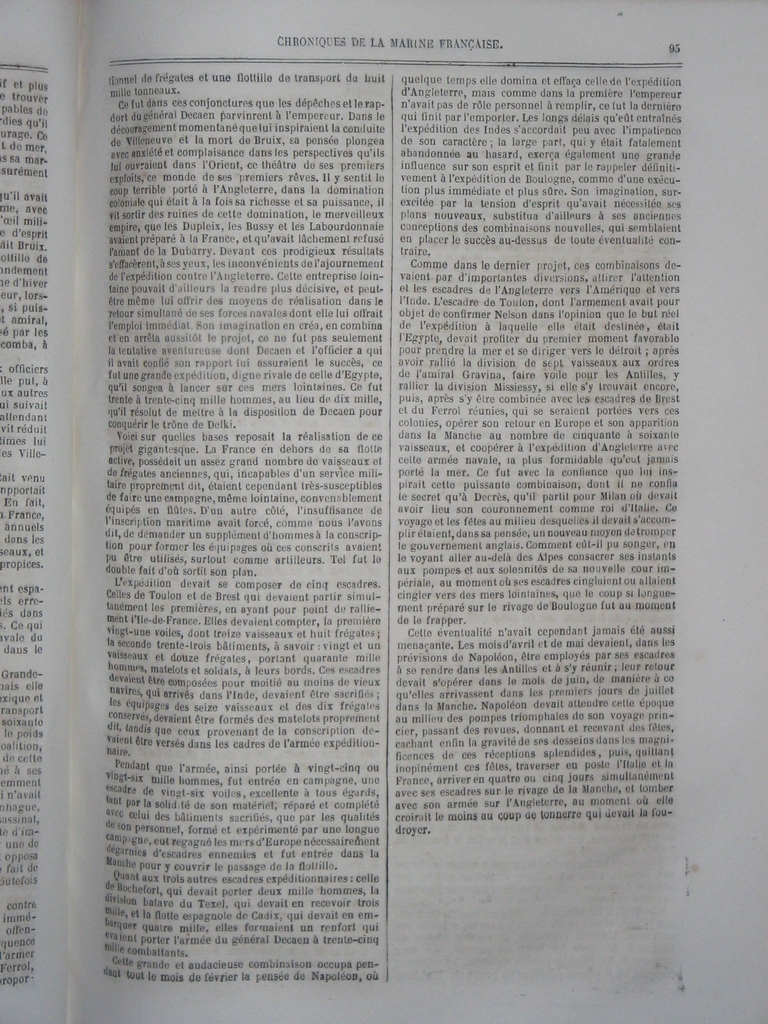 CHRONIQUES DE LA MARINE FRANÇAISE.
95
tionnel de frégates et une flottille de transport de huit
mille tonneaux.
Ce fut dans ces conjonctures que les dépêches et le rap-
port du général Decaen parvinrent à l'empereur. Dans le
découragement momentané que lui inspiraient la conduite
de Villeneuve et la mort de Bruix, sa pensée plongea
avec anxiété et complaisance dans les perspectives qu'ils
lui ouvraient dans l'Orient, ce théâtre de ses premiers
exploits, ce monde de ses premiers rêves. Il y sentit le
coup terrible porté à l'Angleterre, dans la domination
coloniale qui était à la fois sa richesse et sa puissance, il
vit sortir des ruines de cette domination, le merveilleux
empire, que les Dupleix, les Bussy et les Labourdonnaie
avaient préparé à la France, et qu'avait lâchement refusé
l'amant de la Dubarry. Devant ces prodigieux résultats
s'effacèrent, à ses yeux, les inconvénients de l'ajournement
de l'expédition contre l'Angleterre. Cette entreprise loin-
taine pouvait d'ailleurs la rendre plus décisive, et peut-
être même lui offrir des moyens de réalisation dans le
retour simultané de ses forces navales dont elle lui offrait
l'emploi immédiat. Son imagination en créa, en combina
et en arrêta aussitôt le projet, ce ne fut pas seulement
la tentative aventureuse dont Decaen et l'officier a qui
il avait confié son rapport lui assuraient le succès, ce
fut une grande expédition, digne rivale de celle d'Egypte,
qu'il songea à lancer sur ces mers lointaines. Ce fut
trente à trente-cinq mille hommes, au lieu de dix mille,
qu'il résolut de mettre à la disposition de Decaen pour
conquérir le trône de Delki.
Voici sur quelles bases reposait la réalisation de ce
projet gigantesque. La France en dehors de sa flotte
active, possédait un assez grand nombre de vaisseaux et
de frégates anciennes, qui, incapables d'un service mili-
taire proprement dit, étaient cependant très-susceptibles
de faire une campagne, même lointaine, convenablement
équipés en flûtes. D'un autre côté, l'insuffisance de
l'inscription maritime avait forcé, comme nous l'avons
dit, de demander un supplément d'hommes à la conscrip-
tion pour former les équipages où ces conscrits avaient
pu être utilisés, surtout comme artilleurs. Tel fut le
double fait d'où sortit son plan.
L'expédition devait se composer de cinq escadres.
Celles de Toulon et de Brest qui devaient partir simul-
tanément les premières, en ayant pour point de rallie-
ment l'Ile-de-France. Elles devaient compter, la première
vingt-une voiles, dont treize vaisseaux et huit frégates;
la seconde trente-trois bâtiments, à savoir : vingt et un
vaisseaux et douze frégates, portant quarante mille
hommes, matelots et soldats, à leurs bords. Ces escadres
devaient être composées pour moitié au moins de vieux
navires, qui arrivés dans l'Inde, devaient être sacrifiés;
les équipages des seize vaisseaux et des dix frégates
conservés, devaient être formés des matelots proprement
dit, tandis que ceux provenant de la conscription de-
vaient être versés dans les cadres de l'armée expédition-
naire.
Pendant que l'armée, ainsi portée à vingt-cinq ou
vingt-six mille hommes, fut entrée en campagne, une
escadre de vingt-six voiles, excellente à tous égards,
tant par la solidité de son matériel, réparé et complété
avec celui des bâtiments sacrifiés, que par les qualités
de son personnel, formé et expérimenté par une longue
campagne, eut regagné les mers d'Europe nécessairement
dégarnies d'escadres ennemies et fut entrée dans la
Manche pour y couvrir le passage de la flottille.
Quant aux trois autres escadres expéditionnaires : celle
de Rochefort, qui devait porter deux mille hommes, la
division batave du Texel, qui devait en recevoir trois
mille, et la flotte espagnole de Cadix, qui devait en em-
barquer quatre mille, elles formaient un renfort qui
devaient porter l'armée du général Decaen à trente-cinq
mille combattants.
Cette grande et audacieuse combinaison occupa pen-
dant tout le mois de février la pensée de Napoléon, où
quelque temps elle domina et effaça celle de l'expédition
d'Angleterre, mais comme dans la première l'empereur
n'avait pas de rôle personnel à remplir, ce fut la dernière
qui finit par l'emporter. Les longs délais qu'eût entraînés
l'expédition des Indes s'accordait peu avec l'impatience
de son caractère; la large part, qui y était fatalement
abandonnée au hasard, exerça également une grande
influence sur son esprit et finit par le rappeler définiti-
vement à l'expédition de Boulogne, comme d'une exécu-
tion plus immédiate et plus sûre. Son imagination, sur-
excitée par la tension d'esprit qu'avait nécessitée ses
plans nouveaux, substitua d'ailleurs à ses anciennes
conceptions des combinaisons nouvelles, qui semblaient
en placer le succès au-dessus de toute éventualité con-
traire.
Comme dans le dernier projet, ces combinaisons de-
vaient par d'importantes diversions, attirer l'attention
et les escadres de l'Angleterre vers l'Amérique et vers
l'Inde. L'escadre de Toulon, dont l'armement avait pour
objet de confirmer Nelson dans l'opinion que le but réel
de l'expédition à laquelle elle était destinée, était
l'Egypte, devait profiter du premier moment favorable
pour prendre la mer et se diriger vers le détroit; après
avoir rallié la division de sept vaisseaux aux ordres
de l'amiral Gravina, faire voile pour les Antilles, y
rallier la division Missiessy, si elle s'y trouvait encore,
puis, après s'y être combinée avec les escadres de Brest
et du Ferrol réunies, qui se seraient portées vers ces
colonies, opérer son retour en Europe et son apparition
dans la Manche au nombre de cinquante à soixante
vaisseaux, et coopérer à l'expédition d'Angleterre avec
cette armée navale, la plus formidable qu'eut jamais
porté la mer. Ce fut avec la confiance que lui ins-
pirait cette puissante combinaison, dont il ne confia
le secret qu'à Decrès, qu'il partit pour Milan où devait
avoir lieu son couronnement comme roi d'Italie. Ce
voyage et les fêtes au milieu desquelles il devait s'accom-
plir étaient, dans sa pensée, un nouveau moyen de tromper
le gouvernement anglais. Comment eût-il pu songer, en
le voyant aller au-delà des Alpes consacrer ses instants
aux pompes et aux solennités de sa nouvelle cour im-
périale, au moment où ses escadres cinglaient ou allaient
cingler vers des mers lointaines, que le coup si longue-
ment préparé sur le rivage de Boulogne fut au moment
de le frapper.
Cette éventualité n'avait cependant jamais été aussi
menaçante. Les mois d'avril et de mai devaient, dans les
prévisions de Napoléon, être employés par ses escadres
à se rendre dans les Antilles et à s'y réunir; leur retour
devait s'opérer dans le mois de juin, de manière à ce
qu'elles arrivassent dans les premiers jours de juillet
dans la Manche. Napoléon devait attendre cette époque
au milieu des pompes triomphales de son voyage prin-
cier, passant des revues, donnant et recevant des fêtes,
cachant enfin la gravité de ses desseins dans les magni-
ficences de ces réceptions splendides, puis, quittant
inopinément ces fêtes, traverser en poste l'Italie et la
France, arriver en quatre ou cinq jours simultanément
avec ses escadres sur le rivage de la Manche, et tomber
avec son armée sur l'Angleterre, au moment où elle
croirait le moins au coup de tonnerre qui devait la fou-
droyer.